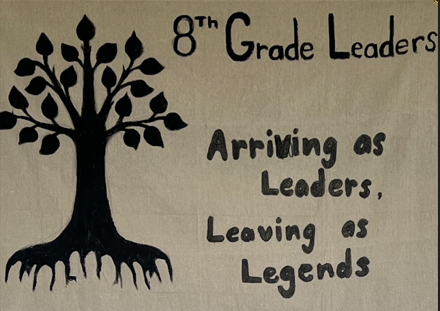 8Th Grade Leaders
Arriving as
Leaders,
Leaving as
Legends